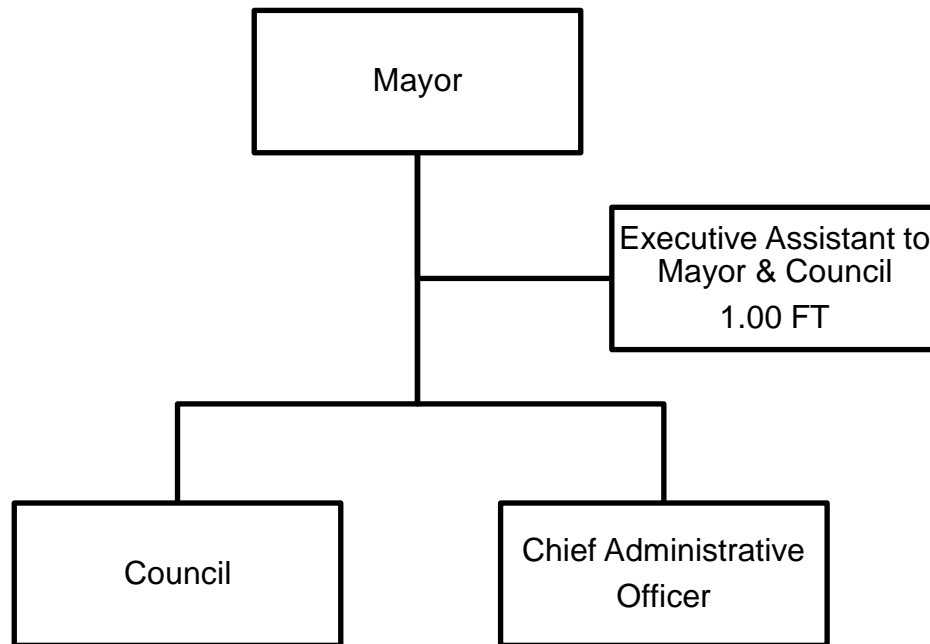 Mayor
Executive Assistant to
Mayor & Council
1.00 FT
Council
Chief Administrative
Officer